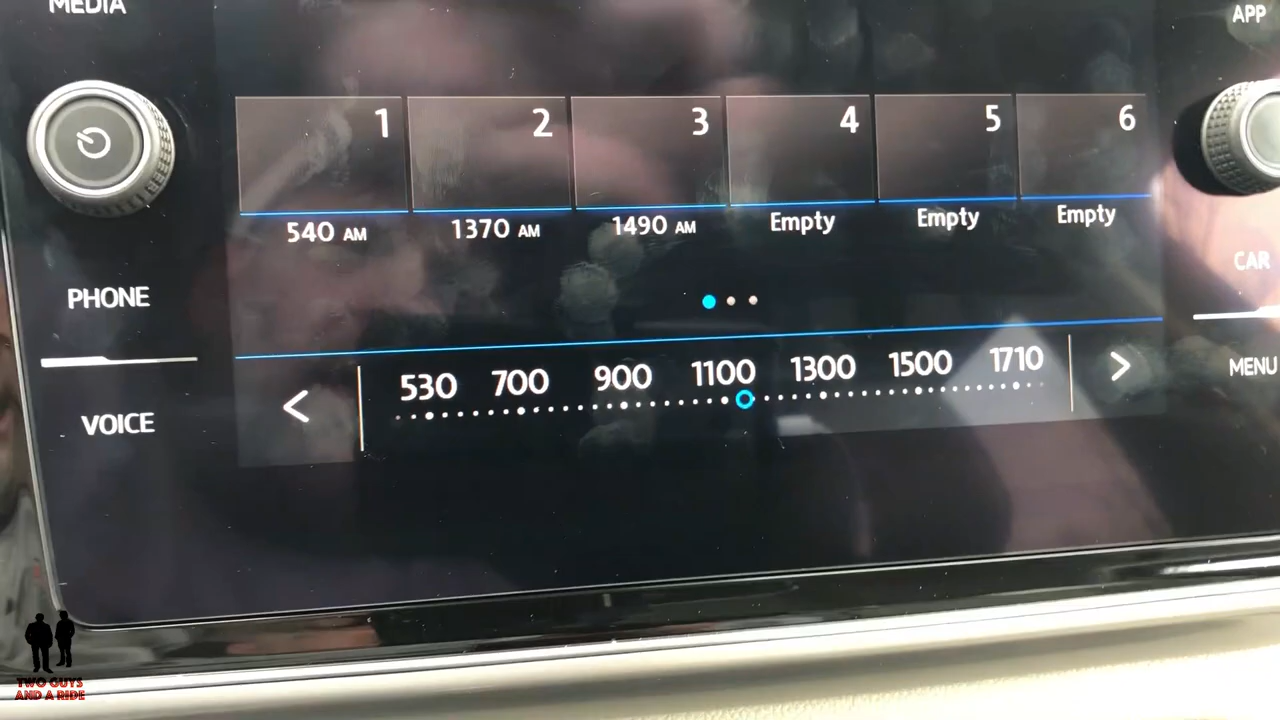 MEDIA
APP
1 2 3 4 5 6
540 AM 1370 AM 1490 AM Empty Empty Empty
CAR
PHONE
530 700 900 1100 1300 1500 1710
MENU
VOICE
TWO GUYS
AND A RIDE